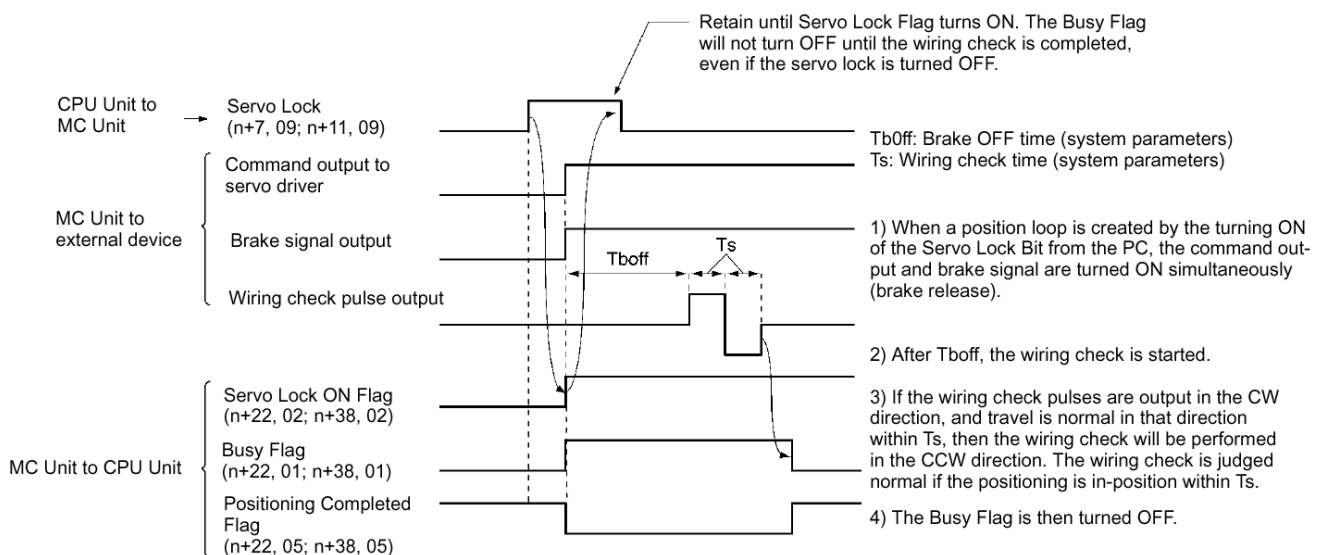 Retain until Servo Lock Flag turns ON. The Busy Flag
will not turn OFF until the wiring check is completed,
even if the servo lock is turned OFF.
CPU Unit to
MC Unit
Servo Lock
(n+7, 09; n+11, 09)
Tb0ff: Brake OFF time (system parameters)
Ts: Wiring check time (system parameters)
Command output to
servo driver
MC Unit to
external device
Brake signal output
Tboff
Ts
Wiring check pulse output
1) When a position loop is created by the turning ON
of the Servo Lock Bit from the PC, the command out-
put and brake signal are turned ON simultaneously
(brake release).
2) After Tboff, the wiring check is started.
Servo Lock ON Flag
(n+22, 02; n+38, 02)
3) If the wiring check pulses are output in the CW
direction, and travel is normal in that direction
within Ts, then the wiring check will be performed
in the CCW direction. The wiring check is judged
normal if the positioning is in-position within Ts.
MC Unit to CPU Unit
Busy Flag
(n+22, 01; n+38, 01)
Positioning Completed
Flag
(n+22, 05; n+38, 05)
4) The Busy Flag is then turned OFF.